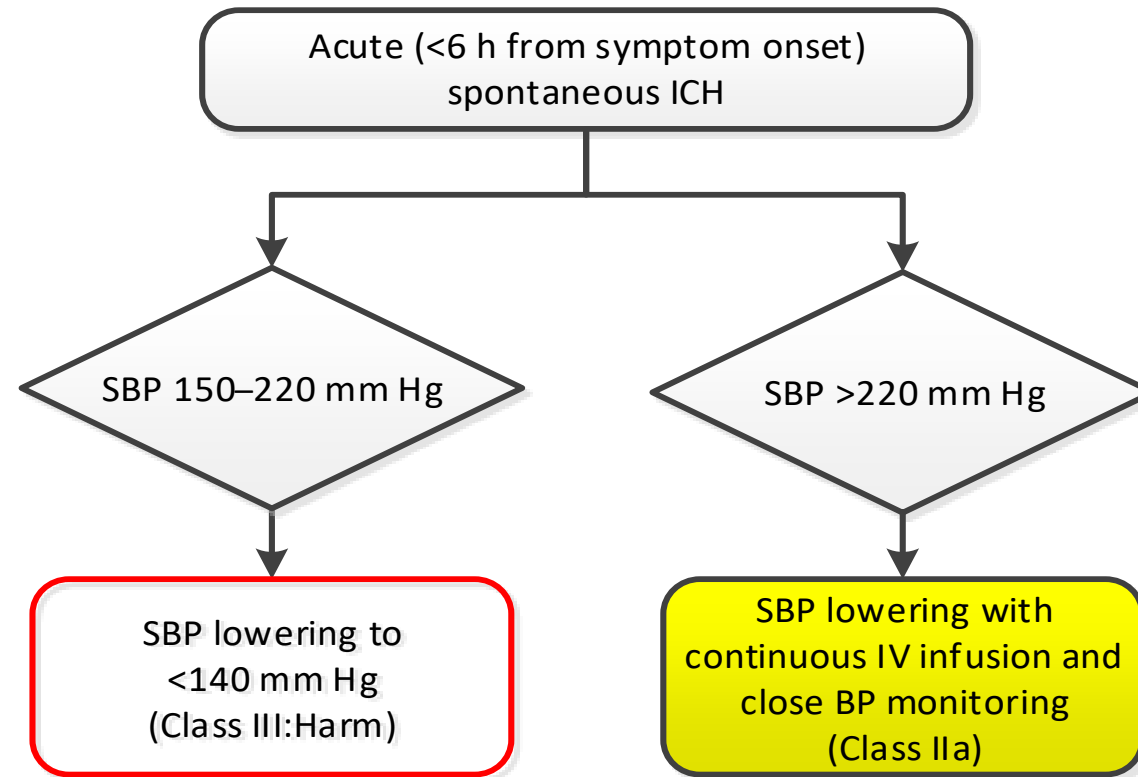 Acute (<6 h from symptom onset)
spontaneous ICH
SBP 150–220 mm Hg
SBP >220 mm Hg
SBP lowering to
<140 mm Hg
(Class III:Harm)
SBP lowering with
continuous IV infusion and
close BP monitoring
(Class IIa)